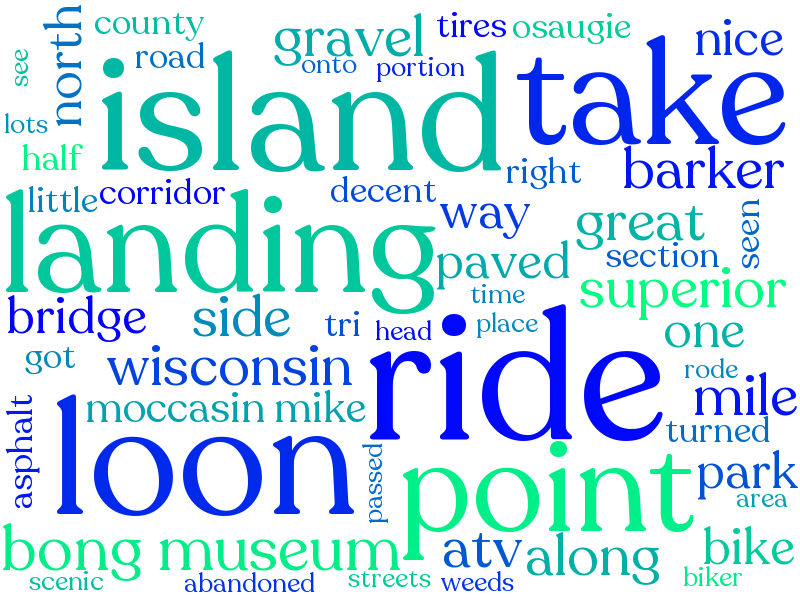 county
gravel
tires
osaugie
nice
north
road
onto
portion
see
island
take
lots
half
right
barker
little
corridor
decent
way
landing
great
seen
paved
section
superior
bridge
side
tri
time
head
place
one
got
wisconsin
ride
rode
mile
moccasin mike
asphalt
loon
turned
passed
point
park
area
bong museum
atv
along
bike
scenic
abandoned
streets
weeds
biker